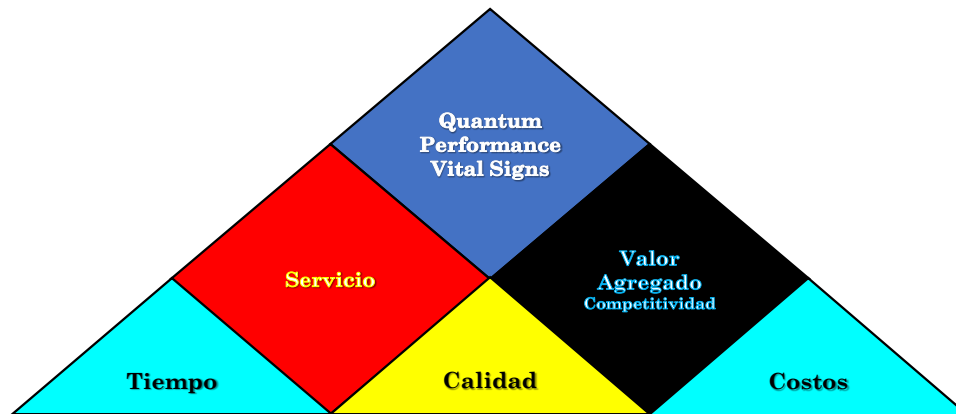 Quantum
Performance
Vital Signs
Servicio
Valor
Agregado
Competitividad
Tiempo
Calidad
Costos